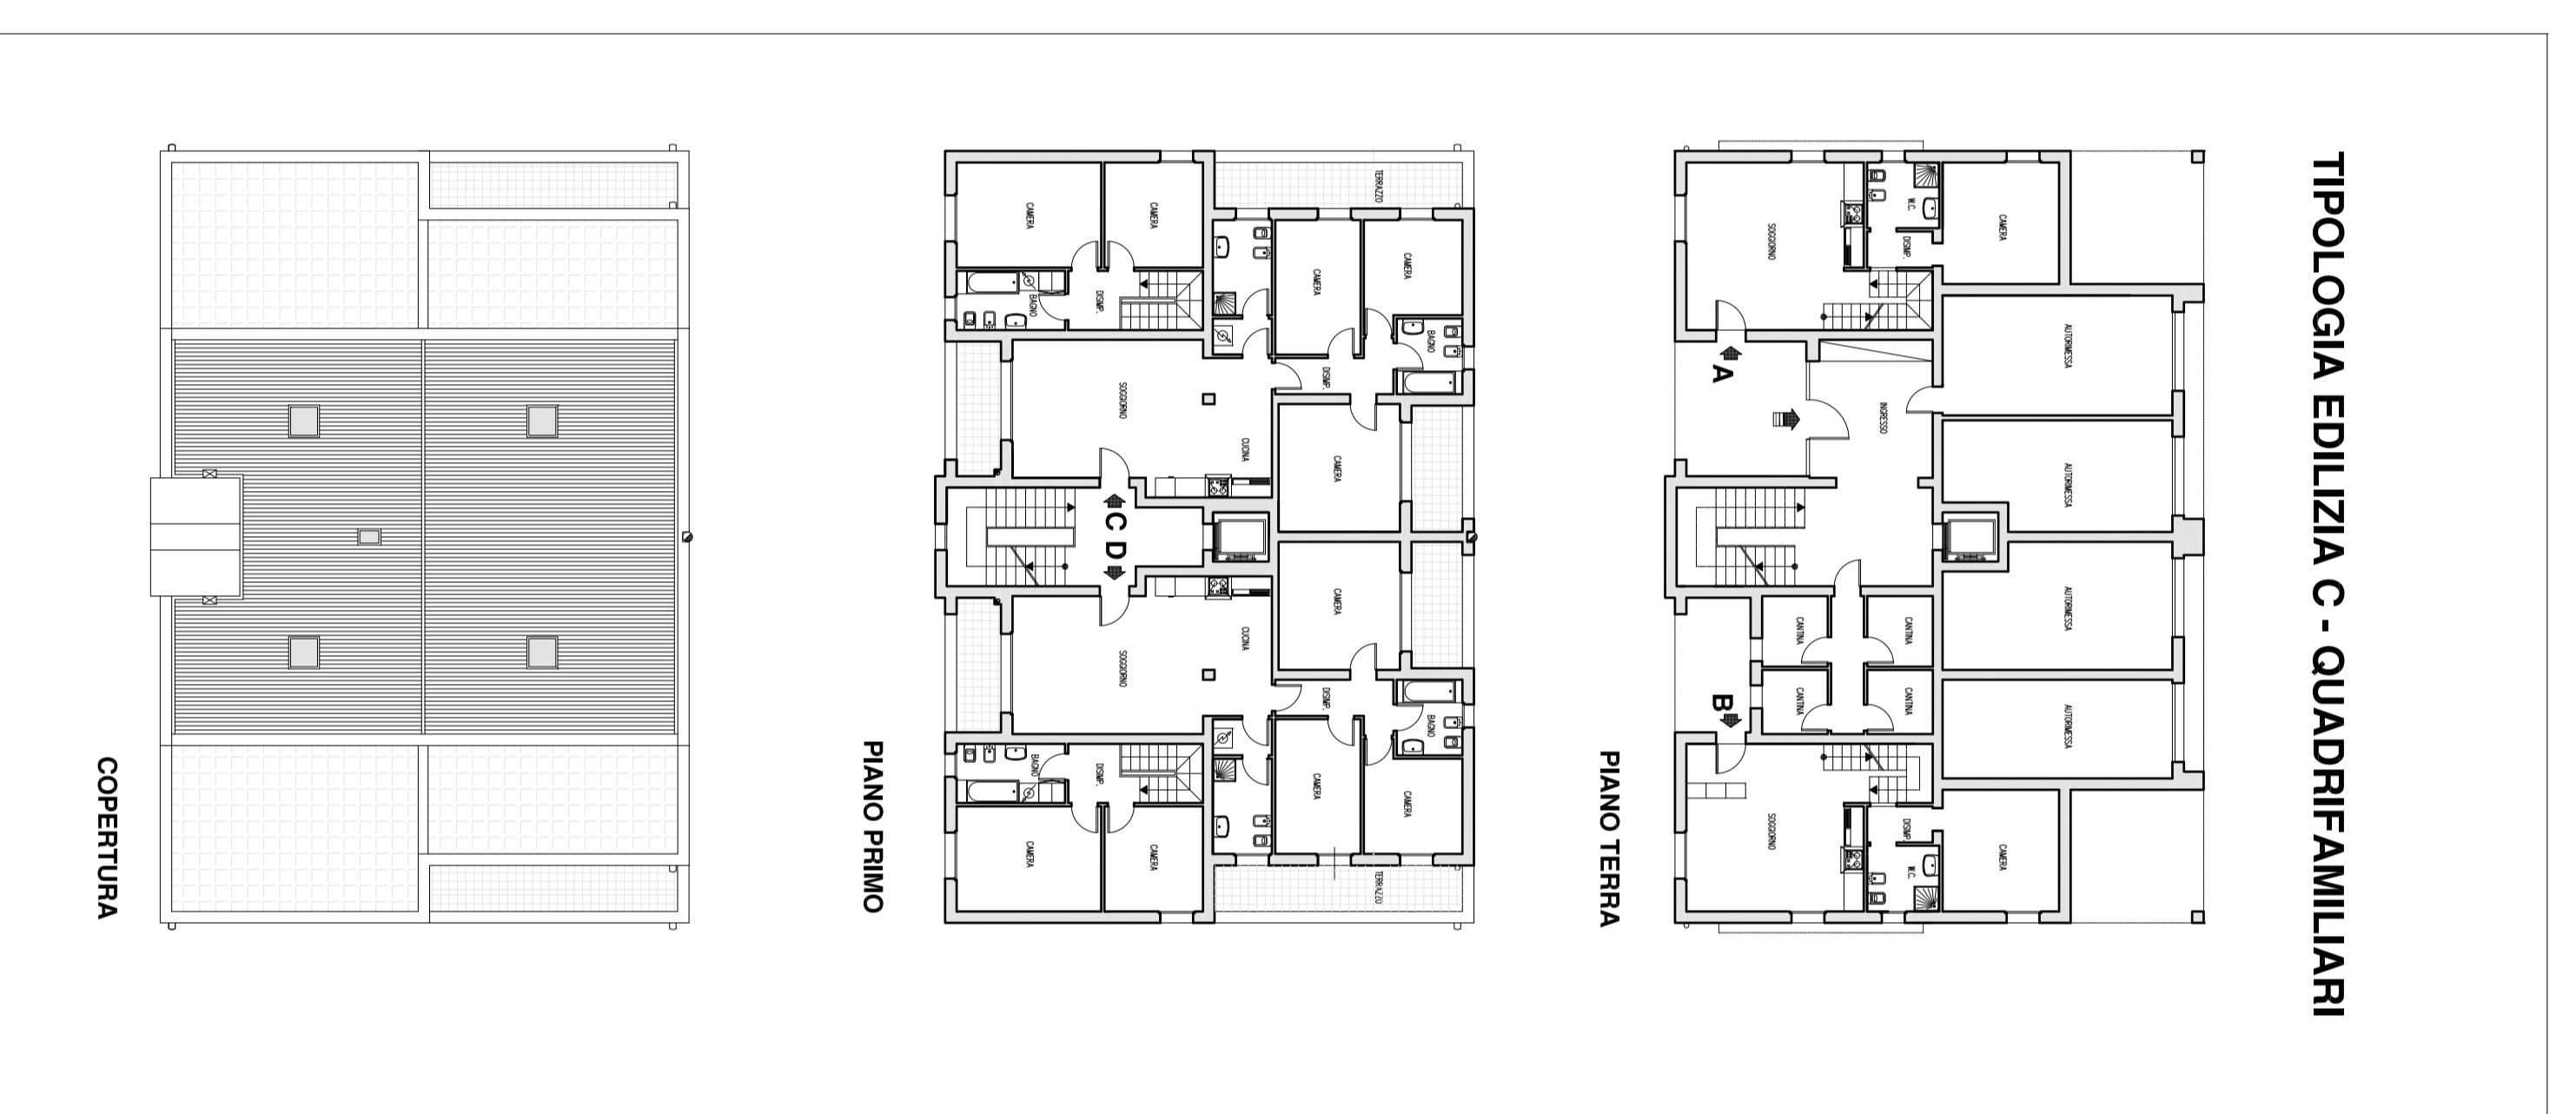 TIPOLOGIA EDILIZIA C - QUADRIFAMILIARI
AUTORIMESSA
AUTORIMESSA
AUTORIMESSA
AUTORIMESSA
CAMERA
CAMERA
W.C.
DISIMP.
CANTINA
CANTINA
DISIMP.
W.C.
INGRESSO
CANTINA
CANTINA
SOGGIORNO
SOGGIORNO
A
B
PIANO TERRA
BAGNO
BAGNO
CAMERA
CAMERA
TERRAZZO
TERRAZZO
CAMERA
CAMERA
DISIMP.
DISIMP.
CAMERA
CAMERA
CUCINA
CUCINA
CAMERA
CAMERA
SOGGIORNO
SOGGIORNO
C D
DISIMP.
DISIMP.
BAGNO
BAGNO
CAMERA
CAMERA
PIANO PRIMO
COPERTURA